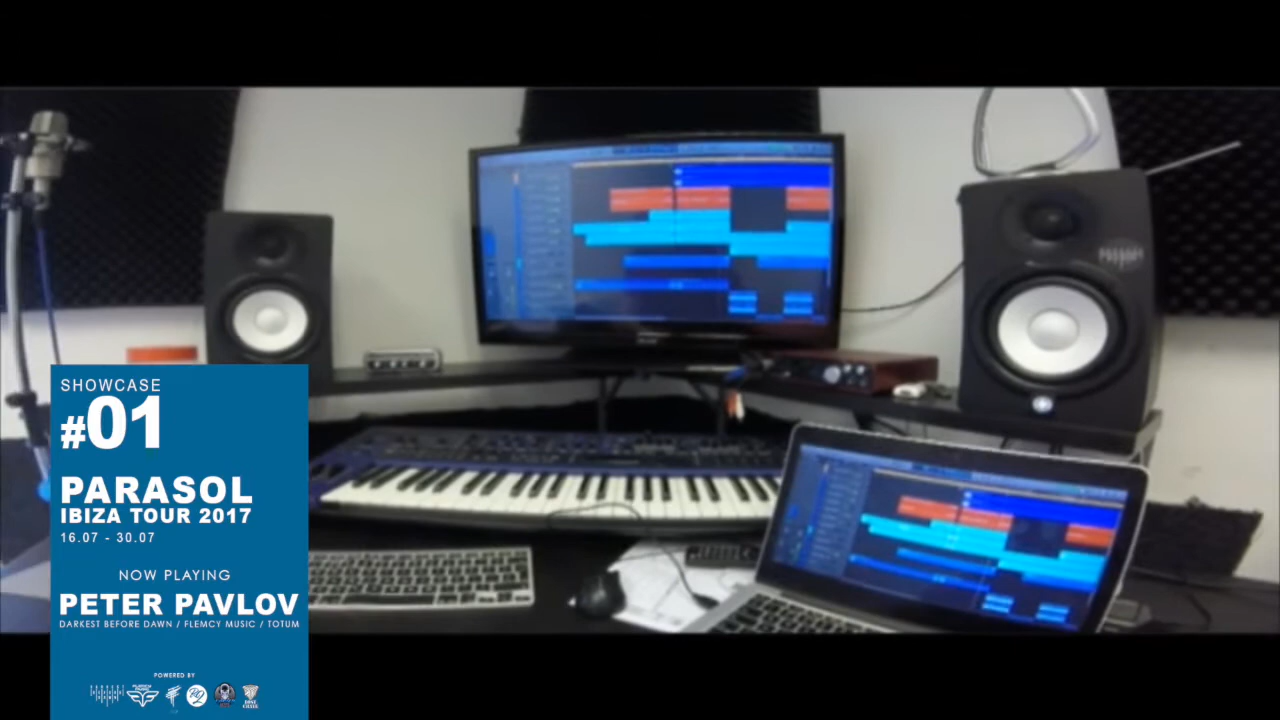 SHOWCASE
#01
PARASOL
IBIZA TOUR 2017
16.07 - 30.07
NOW PLAYING
PETER PAVLOV
DARKEST BEFORE DAWN / FLEMCY MUSIC / TOTUM
POWERED BY